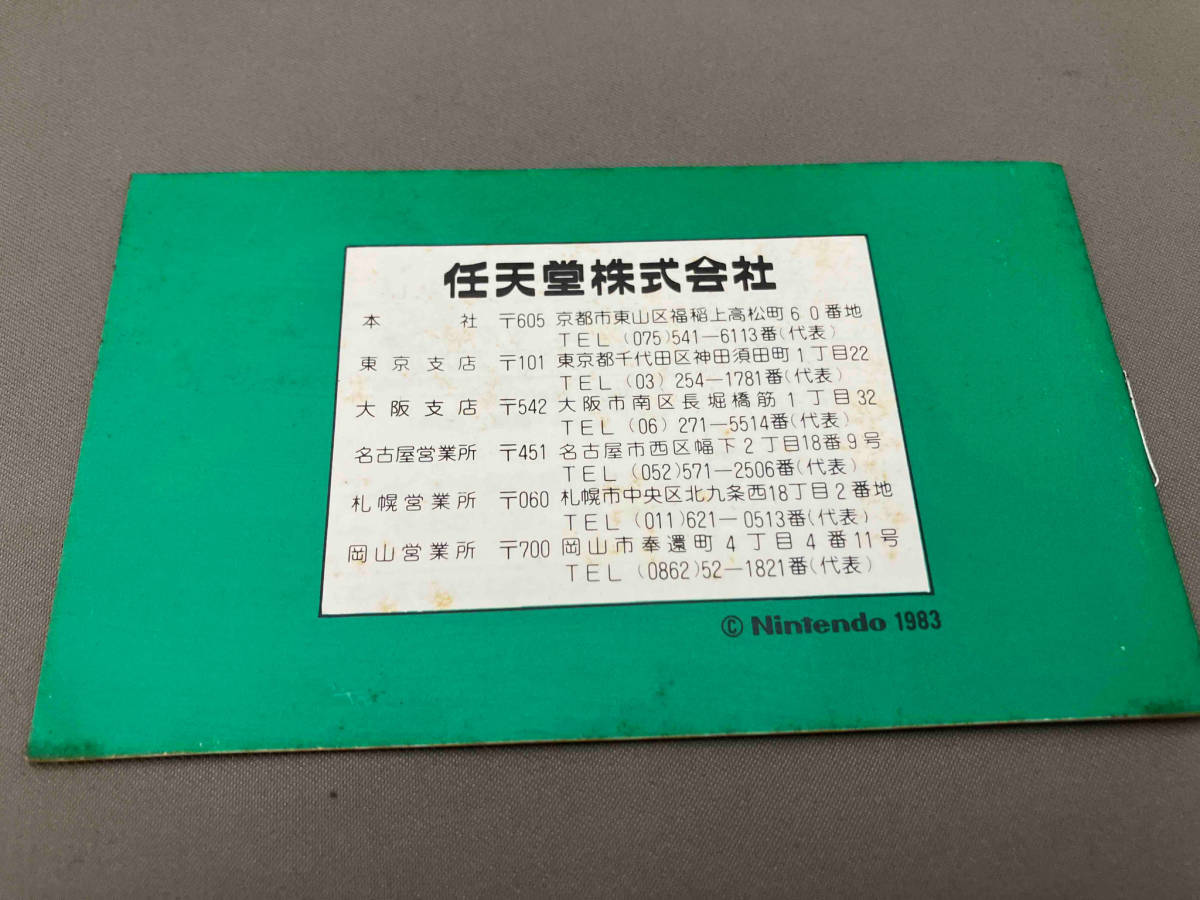 任天堂株式会社
本社 〒605 京都市東山区福稲上高松町60番地
TEL (075)541-6113番(代表)
東京支店 〒101 東京都千代田区神田須田町1丁目22
TEL (03) 254-1781番(代表)
大阪支店 〒542 大阪市南区長堀橋筋1丁目32
TEL (06) 271-5514番(代表)
名古屋営業所 〒451 名古屋市西区幅下2丁目18番9号
TEL (052)571-2506番(代表)
札幌営業所 〒060 札幌市中央区北九条西18丁目2番地
TEL (011)621-0513番(代表)
岡山営業所 〒700 岡山市奉還町4丁目4番11号
TEL (0862)52-1821番(代表)
© Nintendo 1983